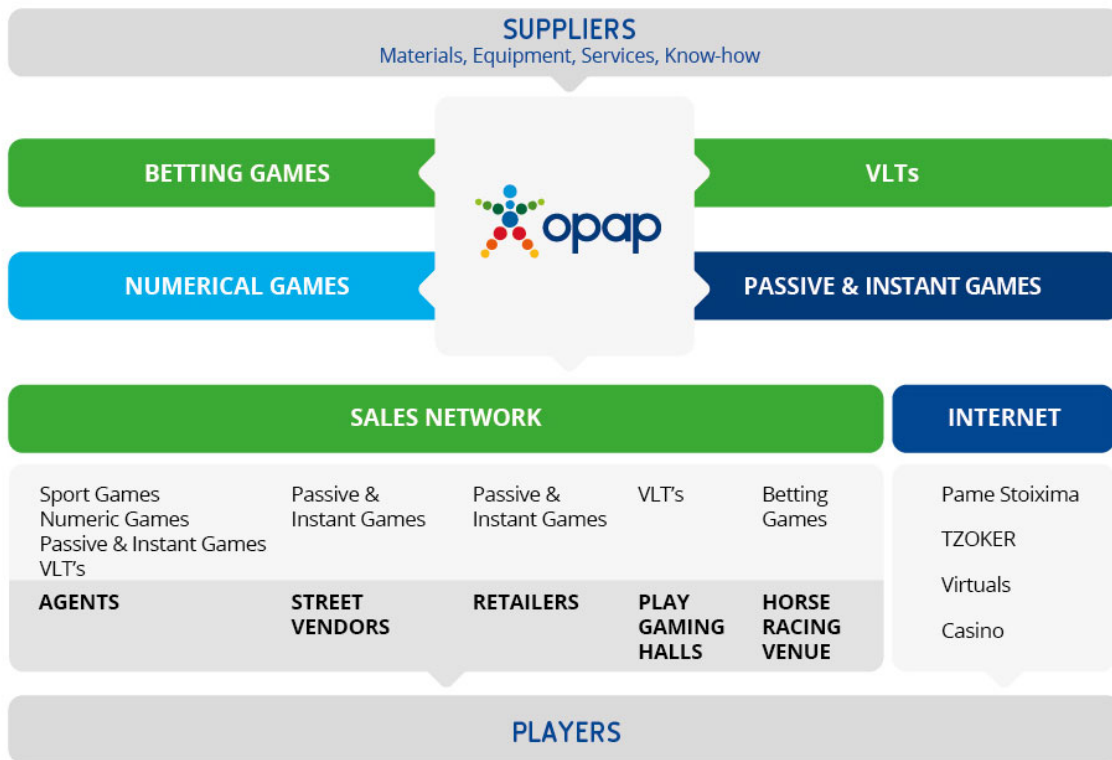 SUPPLIERS
Materials, Equipment, Services, Know-how
BETTING GAMES
VLTs
opap
NUMERICAL GAMES
PASSIVE & INSTANT GAMES
SALES NETWORK
INTERNET
Sport Games
Numeric Games
Passive & Instant Games
VLT's
AGENTS
Passive &
Instant Games
STREET
VENDORS
Passive &
Instant Games
RETAILERS
VLT's
PLAY
GAMING
HALLS
Betting
Games
HORSE
RACING
VENUE
Pame Stoixima
TZOKER
Virtuals
Casino
PLAYERS